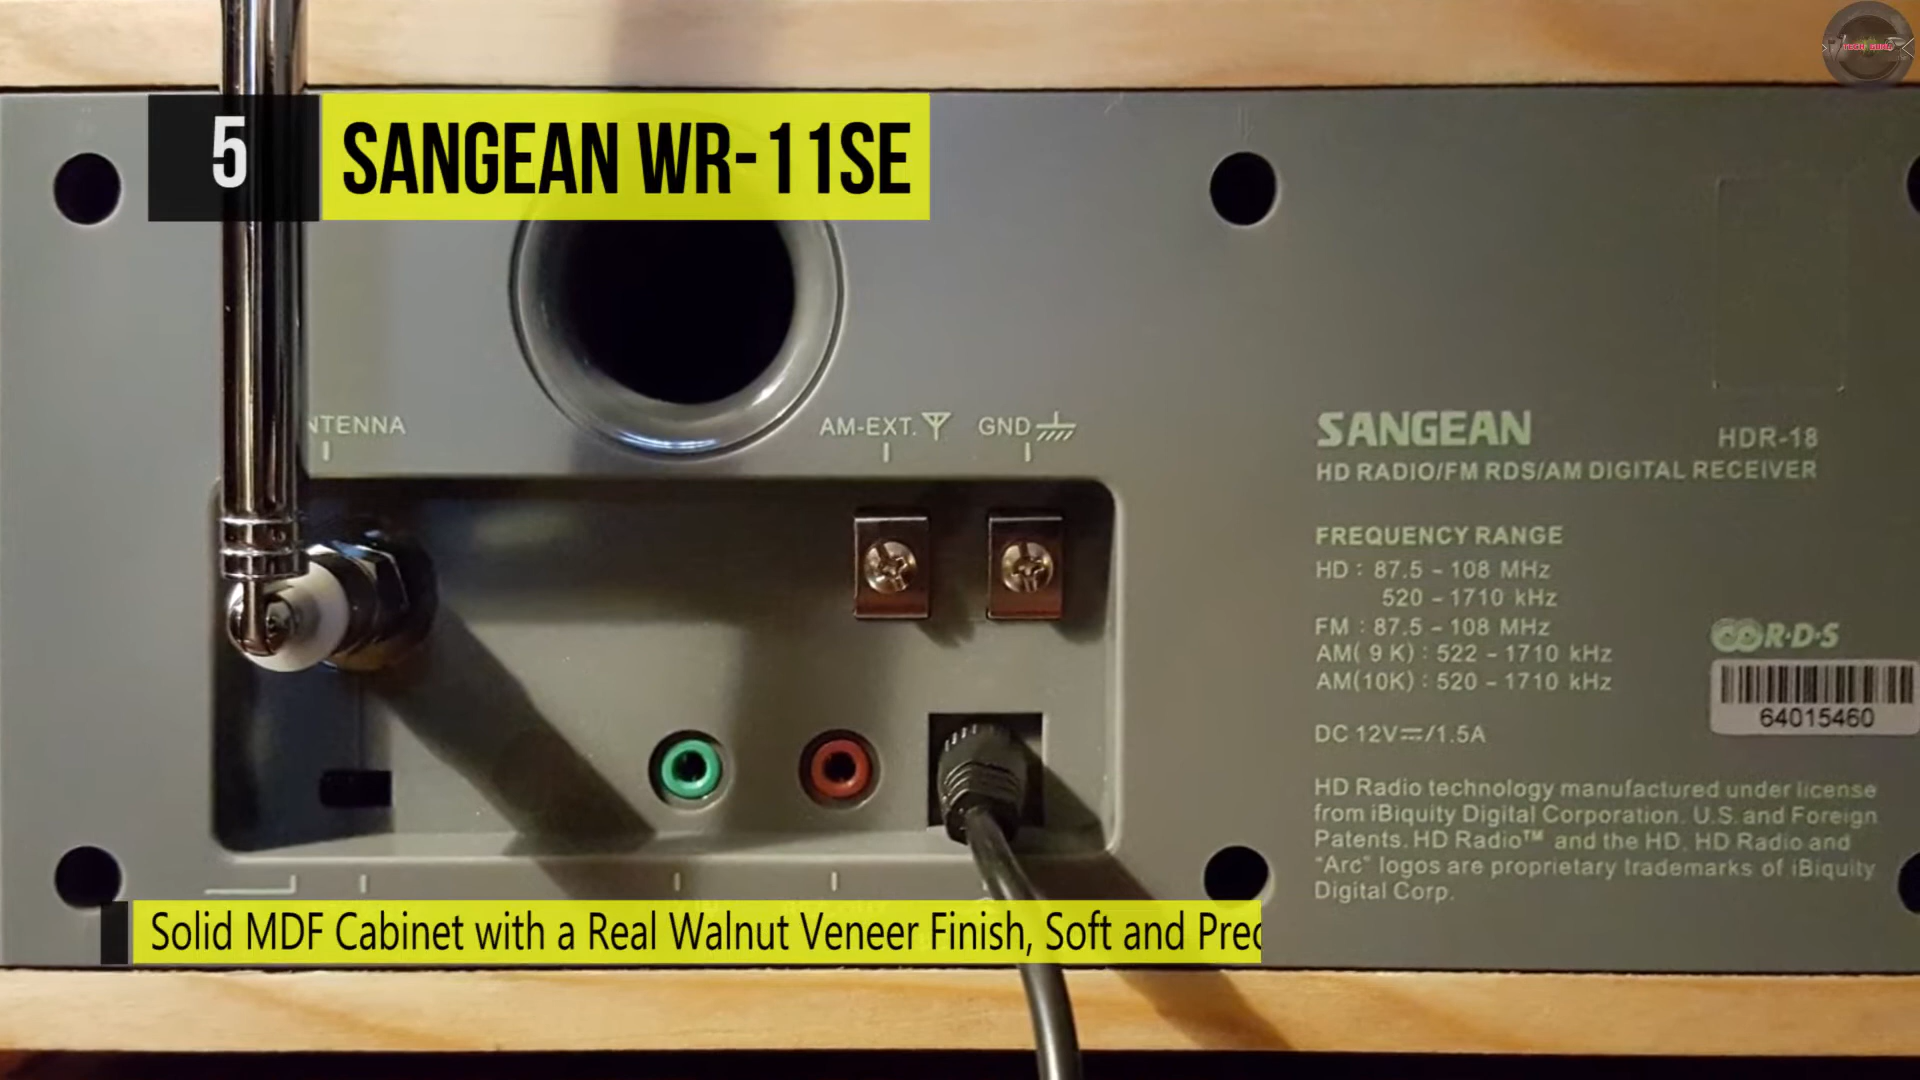 TECH GUIDE
5
SANGEAN WR-11SE
NTENNA
AM-EXT.
GND
SANGEAN
HDR-18
HD RADIO/FM RDS/AM DIGITAL RECEIVER
FREQUENCY RANGE
HD : 87.5 – 108 MHz
520 – 1710 kHz
FM : 87.5 – 108 MHz
AM( 9 K) : 522 – 1710 kHz
AM(10K) : 520 – 1710 kHz
R·D·S
64015460
DC 12V⎓/1.5A
HD Radio technology manufactured under license
from iBiquity Digital Corporation. U.S. and Foreign
Patents. HD Radio™ and the HD, HD Radio and
"Arc" logos are proprietary trademarks of iBiquity
Digital Corp.
Solid MDF Cabinet with a Real Walnut Veneer Finish, Soft and Prec